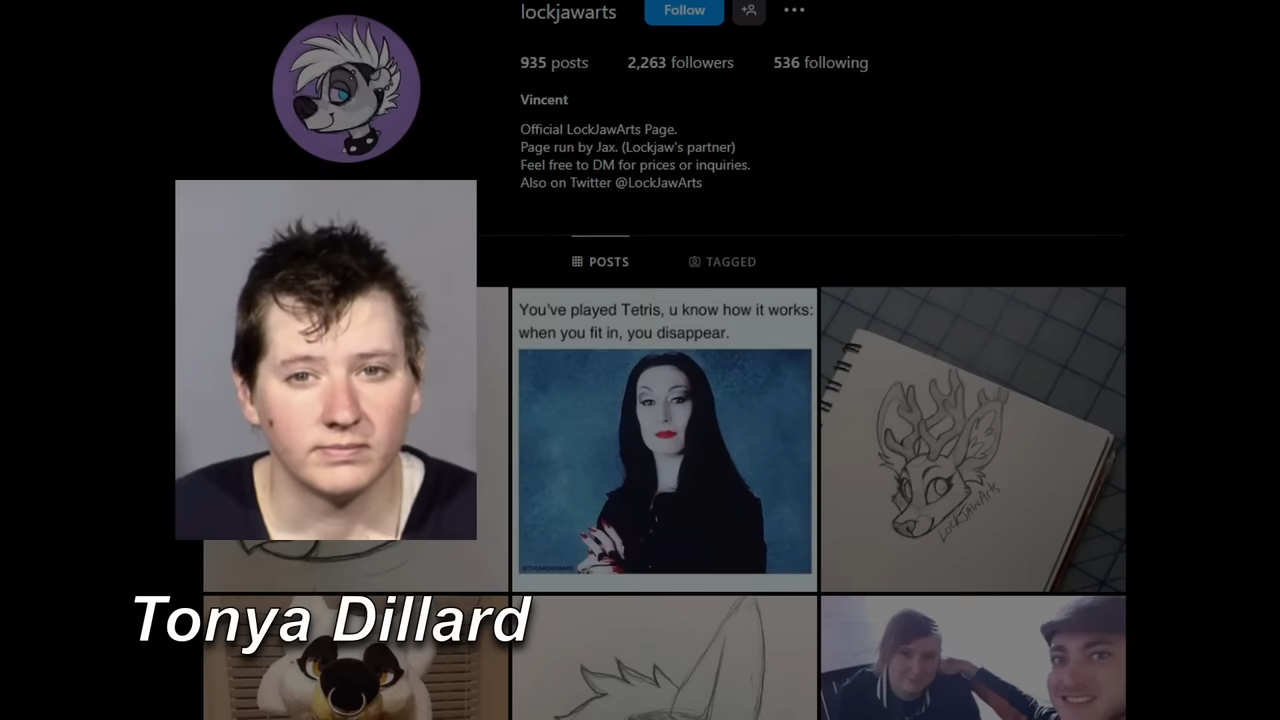 lockjawarts Follow
935 posts 2,263 followers 536 following
Vincent
Official LockJawArts Page.
Page run by Jax. (Lockjaw's partner)
Feel free to DM for prices or inquiries.
Also on Twitter @LockJawArts
POSTS TAGGED
You've played Tetris, u know how it works:
when you fit in, you disappear.
LockJawArts
Tonya Dillard